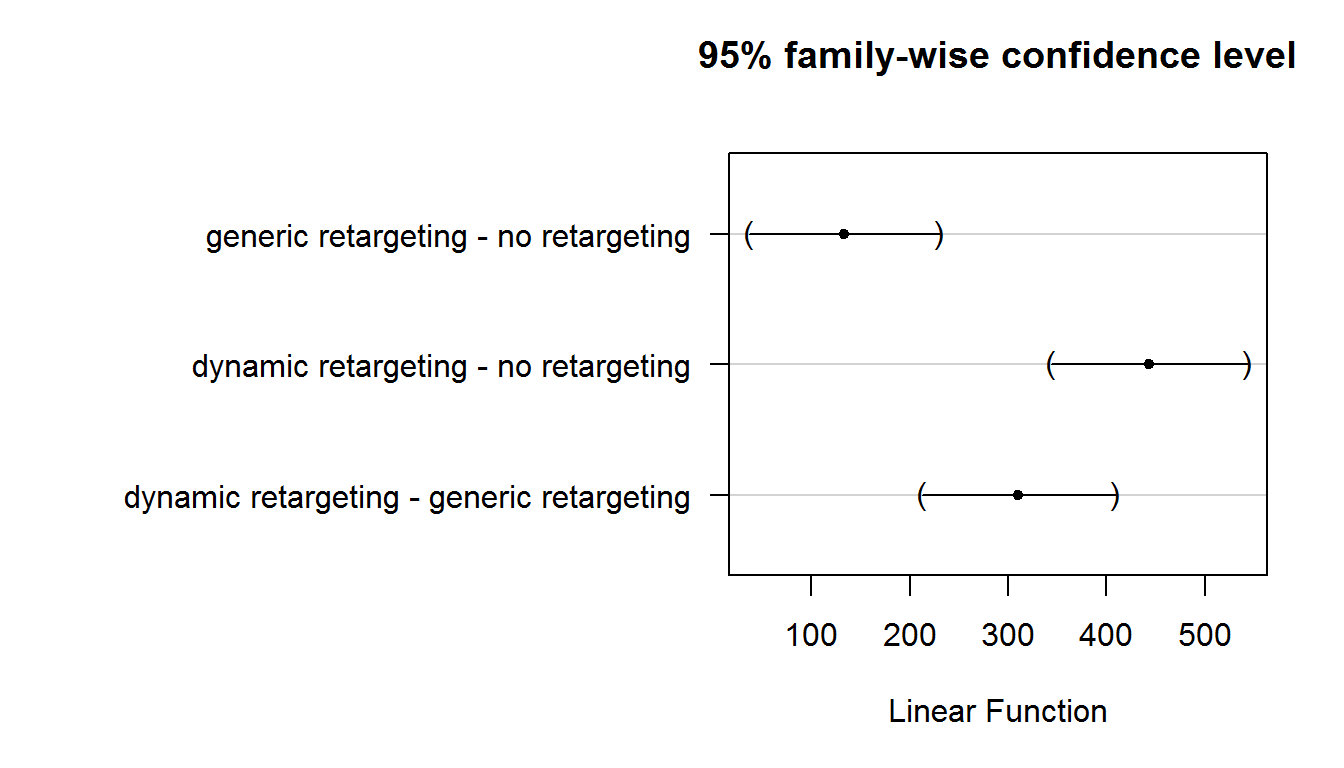 95% family-wise confidence level
generic retargeting - no retargeting
dynamic retargeting - no retargeting
dynamic retargeting - generic retargeting
100 200 300 400 500
Linear Function